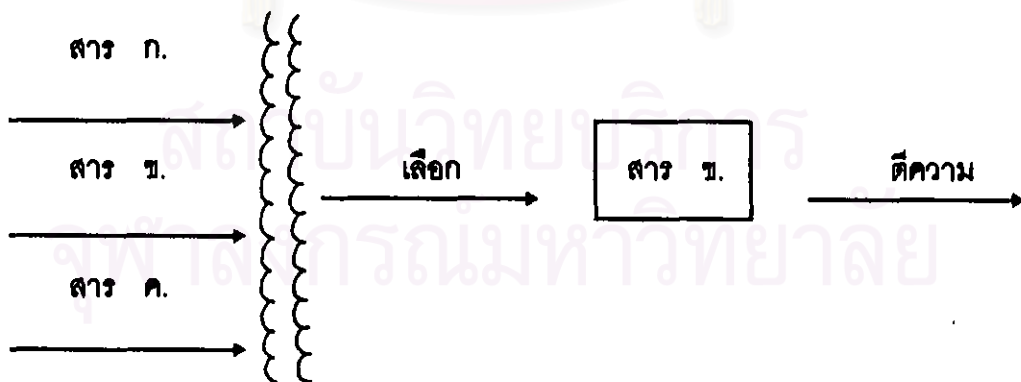 สาร ก.
สถาบันวิทยบริการ
สาร ข.
เลือก
สาร ข.
ตีความ
จุฬาลงกรณ์มหาวิทยาลัย
สาร ค.